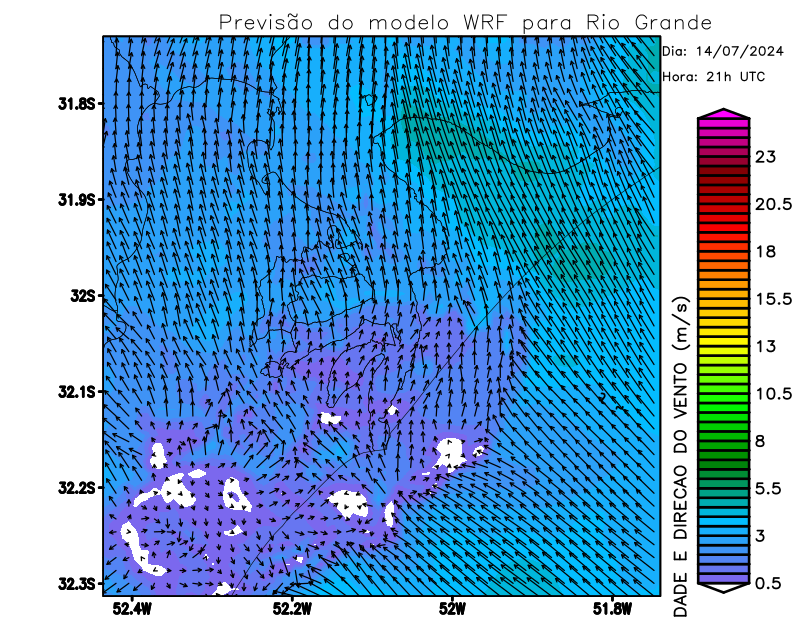 Previsão do modelo WRF para Rio Grande
Dia: 14/07/2024
Hora: 21h UTC
31.8S
31.9S
32S
32.1S
32.2S
32.3S
52.4W
52.2W
52W
51.8W
23
20.5
18
15.5
13
10.5
8
5.5
3
0.5
DADE E DIRECAO DO VENTO (m/s)